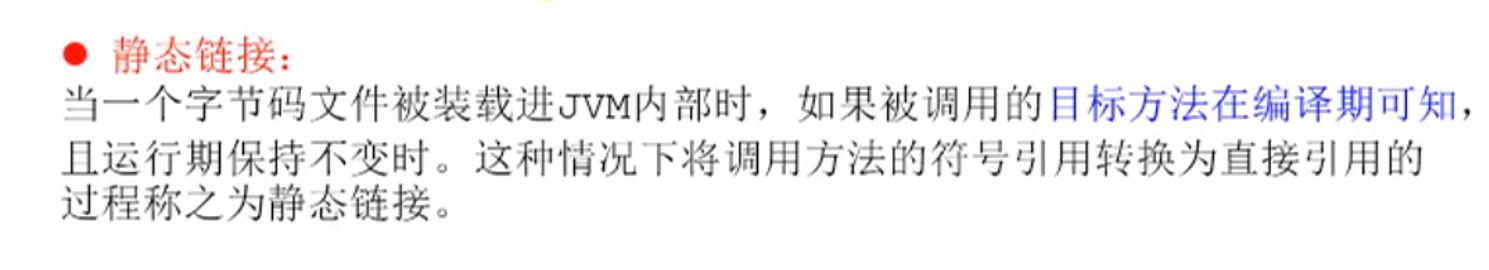 ● 静态链接：
当一个字节码文件被装载进JVM内部时，如果被调用的目标方法在编译期可知，
且运行期保持不变时。这种情况下将调用方法的符号引用转换为直接引用的
过程称之为静态链接。